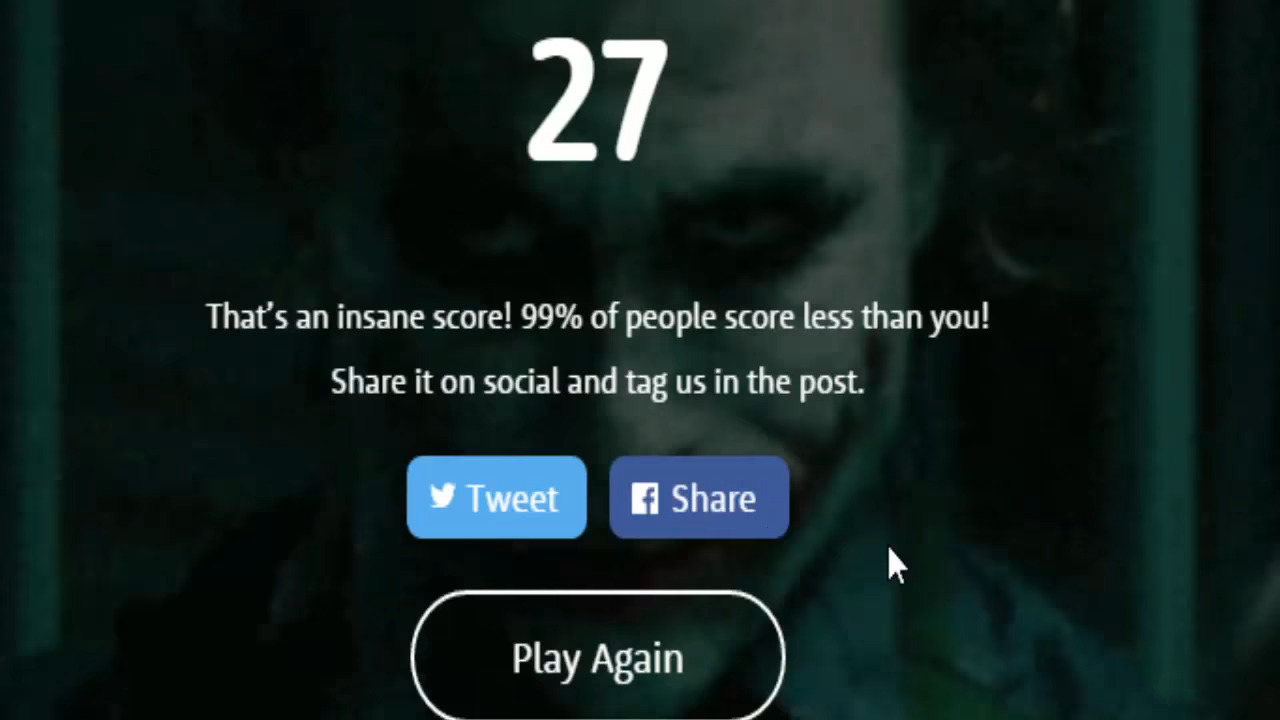 27
That's an insane score! 99% of people score less than you!
Share it on social and tag us in the post.
Tweet
Share
Play Again